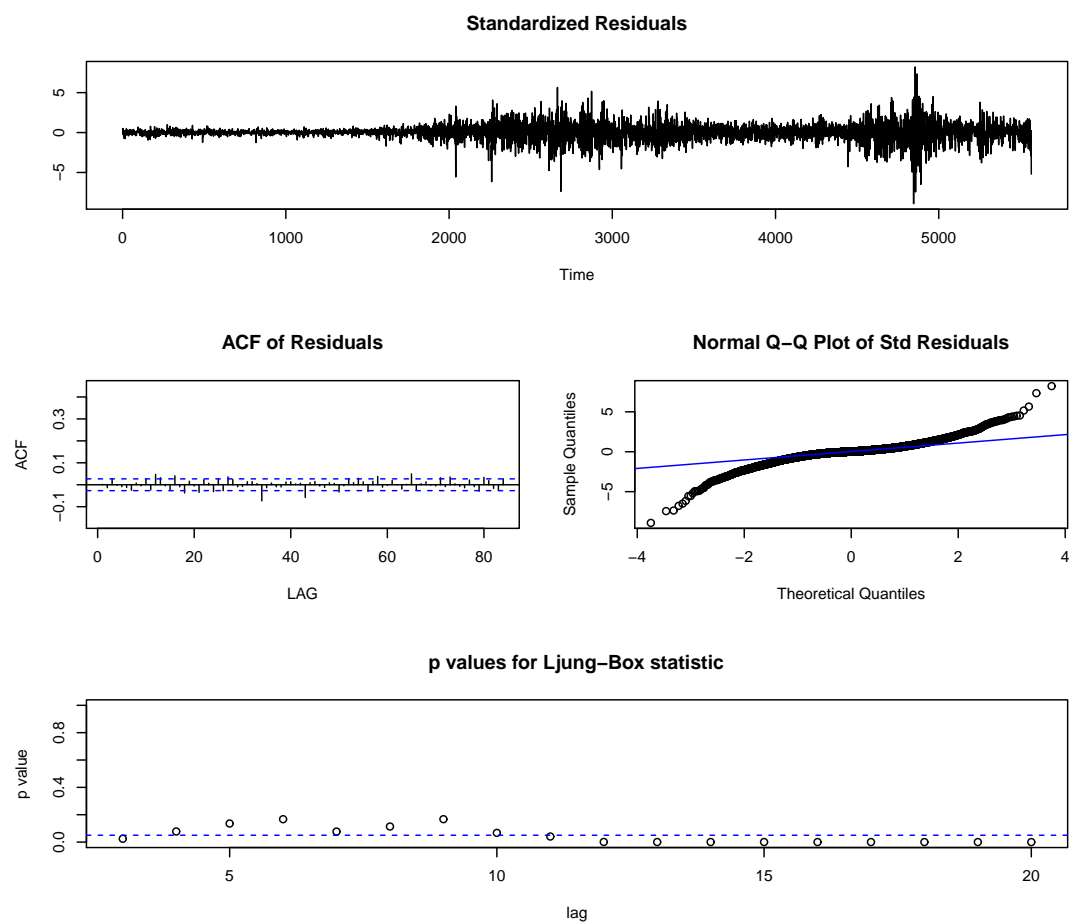 Standardized Residuals
5
0
−5
0 1000 2000 3000 4000 5000
Time
ACF of Residuals
ACF
0.3
0.1
−0.1
0 20 40 60 80
LAG
Normal Q−Q Plot of Std Residuals
Sample Quantiles
5
0
−5
−4 −2 0 2 4
Theoretical Quantiles
p values for Ljung−Box statistic
p value
0.8
0.4
0.0
5 10 15 20
lag